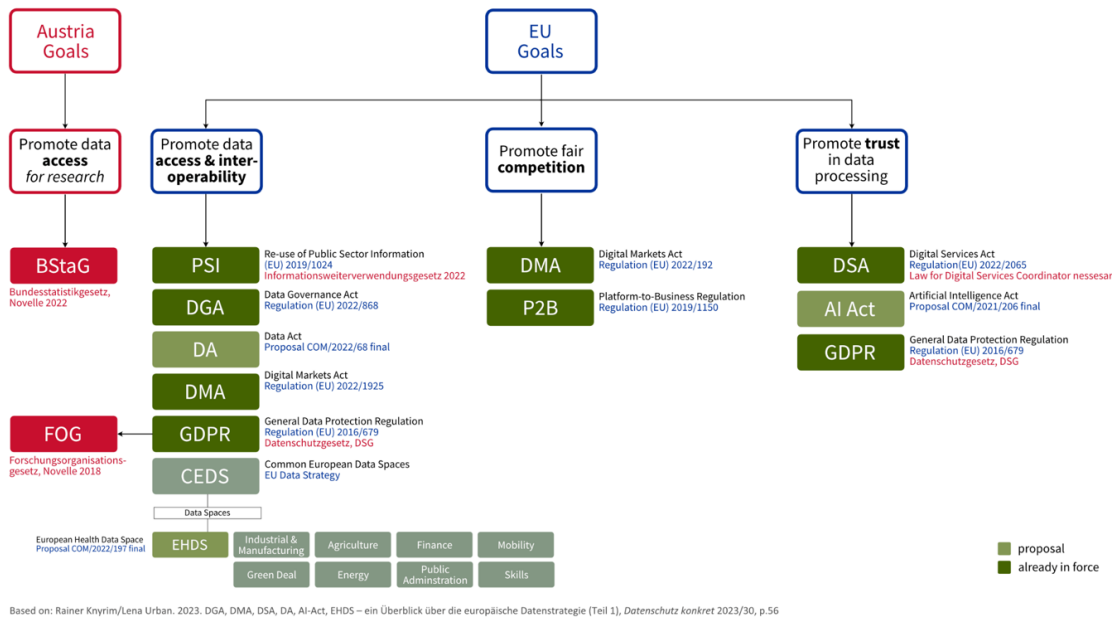 Austria
Goals
EU
Goals
Promote data
access
for research
Promote data
access & inter-
operability
Promote fair
competition
Promote trust
in data
processing
BStaG
Bundesstatistikgesetz,
Novelle 2022
PSI
Re-use of Public Sector Information
(EU) 2019/1024
Informationsweiterverwendungsgesetz 2022
DGA
Data Governance Act
Regulation (EU) 2022/868
DA
Data Act
Proposal COM/2022/68 final
DMA
Digital Markets Act
Regulation (EU) 2022/1925
FOG
Forschungsorganisations-
gesetz, Novelle 2018
GDPR
General Data Protection Regulation
Regulation (EU) 2016/679
Datenschutzgesetz, DSG
CEDS
Common European Data Spaces
EU Data Strategy
Data Spaces
European Health Data Space
Proposal COM/2022/197 final
EHDS
Industrial &
Manufacturing
Agriculture
Finance
Mobility
Green Deal
Energy
Public
Adminstration
Skills
DMA
Digital Markets Act
Regulation (EU) 2022/192
P2B
Platform-to-Business Regulation
Regulation (EU) 2019/1150
DSA
Digital Services Act
Regulation(EU) 2022/2065
Law for Digital Services Coordinator nessesar
AI Act
Artificial Intelligence Act
Proposal COM/2021/206 final
GDPR
General Data Protection Regulation
Regulation (EU) 2016/679
Datenschutzgesetz, DSG
proposal
already in force
Based on: Rainer Knyrim/Lena Urban. 2023. DGA, DMA, DSA, DA, AI-Act, EHDS – ein Überblick über die europäische Datenstrategie (Teil 1), Datenschutz konkret 2023/30, p.56